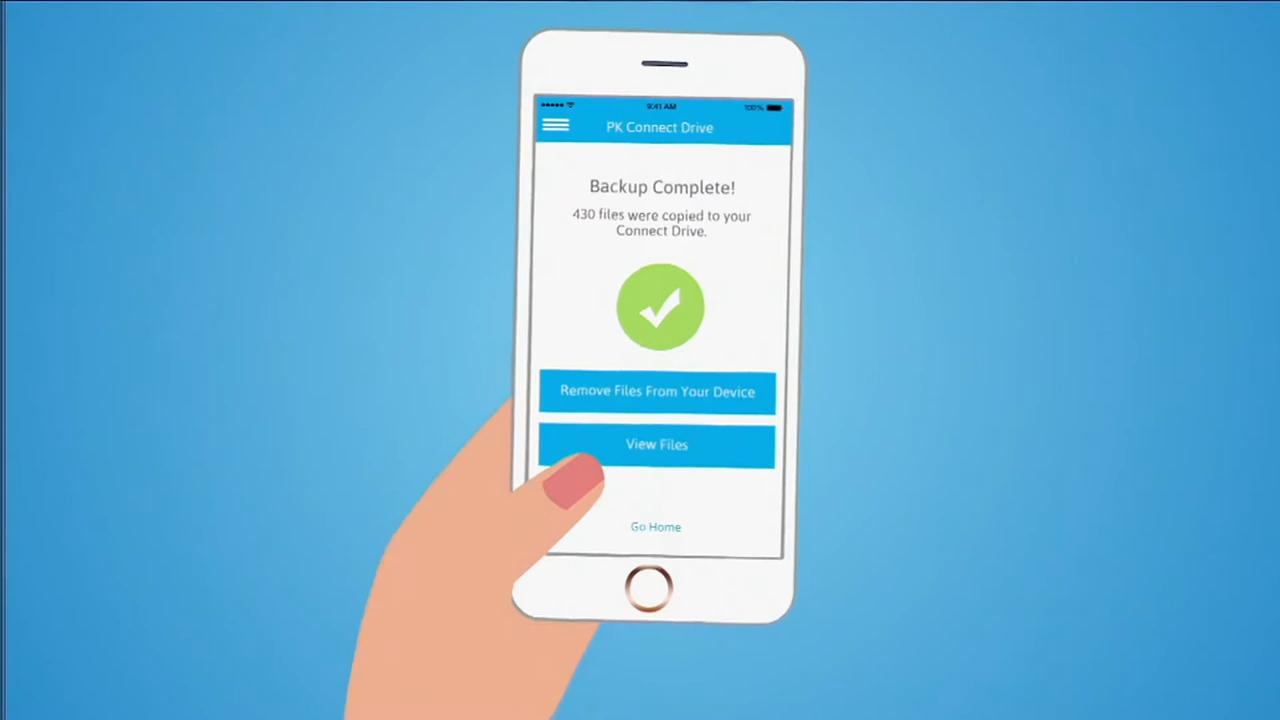 9:41 AM 100%
PK Connect Drive
Backup Complete!
430 files were copied to your
Connect Drive.
Remove Files From Your Device
View Files
Go Home